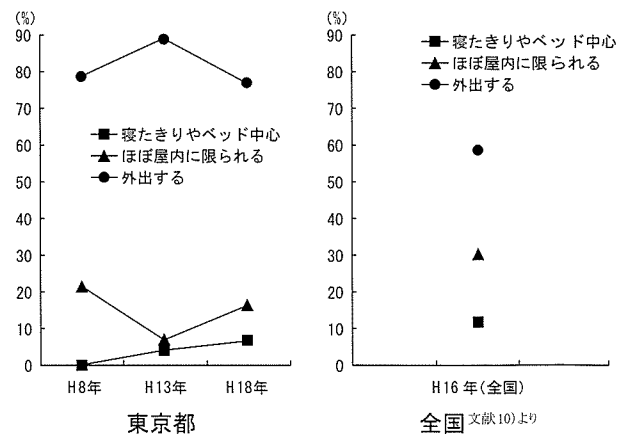 (%)
90
80
70
60
50
40
30
20
10
0
寝たきりやベッド中心
ほぼ屋内に限られる
外出する
H8年 H13年 H18年
東京都
(%)
90
80
70
60
50
40
30
20
10
0
寝たきりやベッド中心
ほぼ屋内に限られる
外出する
H16年(全国)
全国文献10)より